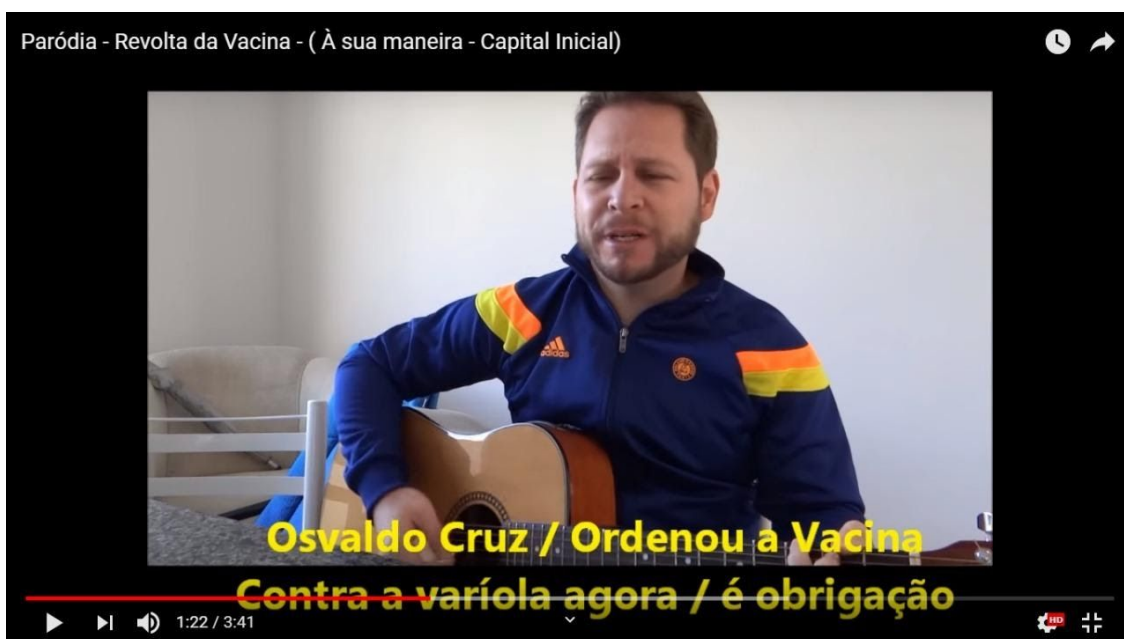 Paródia - Revolta da Vacina - ( À sua maneira - Capital Inicial)
adidas
Osvaldo Cruz / Ordenou a Vacina
Contra a varíola agora / é obrigação
1:22 / 3:41
HD